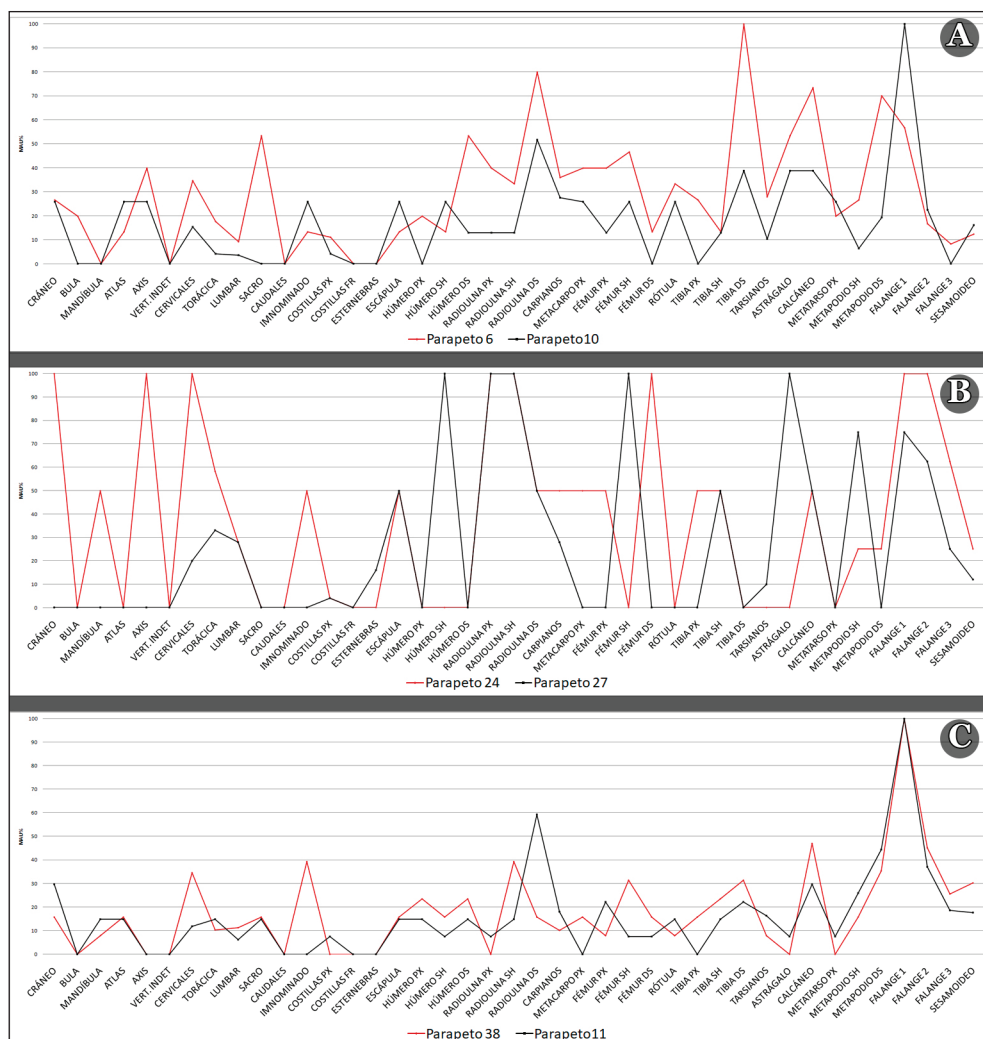 A
100
90
80
70
60
50
40
30
20
10
0
MAU%
CRÁNEO
BULA
MANDÍBULA
ATLAS
AXIS
VERT. INDET
CERVICALES
TORÁCICA
LUMBAR
SACRO
CAUDALES
IMNOMINADO
COSTILLAS PX
COSTILLAS FR
ESTERNEBRAS
ESCÁPULA
HÚMERO PX
HÚMERO SH
HÚMERO DS
RADIOULNA PX
RADIOULNA SH
RADIOULNA DS
CARPIANOS
METACARPO PX
FÉMUR PX
FÉMUR SH
FÉMUR DS
RÓTULA
TIBIA PX
TIBIA SH
TIBIA DS
TARSIANOS
ASTRÁGALO
CALCÁNEO
METATARSO PX
METAPODIO SH
METAPODIO DS
FALANGE 1
FALANGE 2
FALANGE 3
SESAMOIDEO
Parapeto 6 Parapeto10
B
100
90
80
70
60
50
40
30
20
10
0
MAU%
CRÁNEO
BULA
MANDÍBULA
ATLAS
AXIS
VERT. INDET
CERVICALES
TORÁCICA
LUMBAR
SACRO
CAUDALES
IMNOMINADO
COSTILLAS PX
COSTILLAS FR
ESTERNEBRAS
ESCÁPULA
HÚMERO PX
HÚMERO SH
HÚMERO DS
RADIOULNA PX
RADIOULNA SH
RADIOULNA DS
CARPIANOS
METACARPO PX
FÉMUR PX
FÉMUR SH
FÉMUR DS
RÓTULA
TIBIA PX
TIBIA SH
TIBIA DS
TARSIANOS
ASTRÁGALO
CALCÁNEO
METATARSO PX
METAPODIO SH
METAPODIO DS
FALANGE 1
FALANGE 2
FALANGE 3
SESAMOIDEO
Parapeto 24 Parapeto 27
C
100
90
80
70
60
50
40
30
20
10
0
MAU%
CRÁNEO
BULA
MANDÍBULA
ATLAS
AXIS
VERT. INDET
CERVICALES
TORÁCICA
LUMBAR
SACRO
CAUDALES
IMNOMINADO
COSTILLAS PX
COSTILLAS FR
ESTERNEBRAS
ESCÁPULA
HÚMERO PX
HÚMERO SH
HÚMERO DS
RADIOULNA PX
RADIOULNA SH
RADIOULNA DS
CARPIANOS
METACARPO PX
FÉMUR PX
FÉMUR SH
FÉMUR DS
RÓTULA
TIBIA PX
TIBIA SH
TIBIA DS
TARSIANOS
ASTRÁGALO
CALCÁNEO
METATARSO PX
METAPODIO SH
METAPODIO DS
FALANGE 1
FALANGE 2
FALANGE 3
SESAMOIDEO
Parapeto 38 Parapeto11